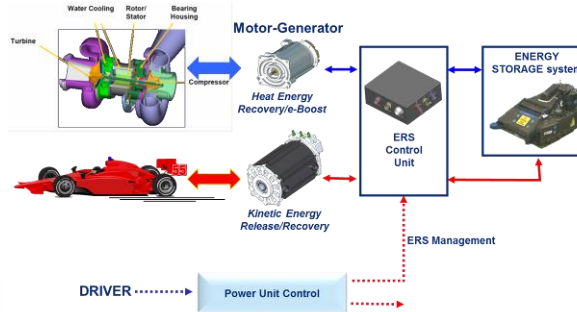 Water Cooling
Rotor/
Stator
Bearing
Housing
Turbine
Compressor
Motor-Generator
Heat Energy
Recovery/e-Boost
ERS
Control
Unit
ENERGY
STORAGE system
55
Kinetic Energy
Release/Recovery
ERS Management
DRIVER
Power Unit Control